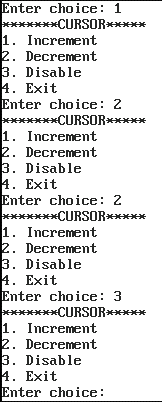 Enter choice: 1
*******CURSOR*****
1. Increment
2. Decrement
3. Disable
4. Exit
Enter choice: 2
*******CURSOR*****
1. Increment
2. Decrement
3. Disable
4. Exit
Enter choice: 2
*******CURSOR*****
1. Increment
2. Decrement
3. Disable
4. Exit
Enter choice: 3
*******CURSOR*****
1. Increment
2. Decrement
3. Disable
4. Exit
Enter choice: